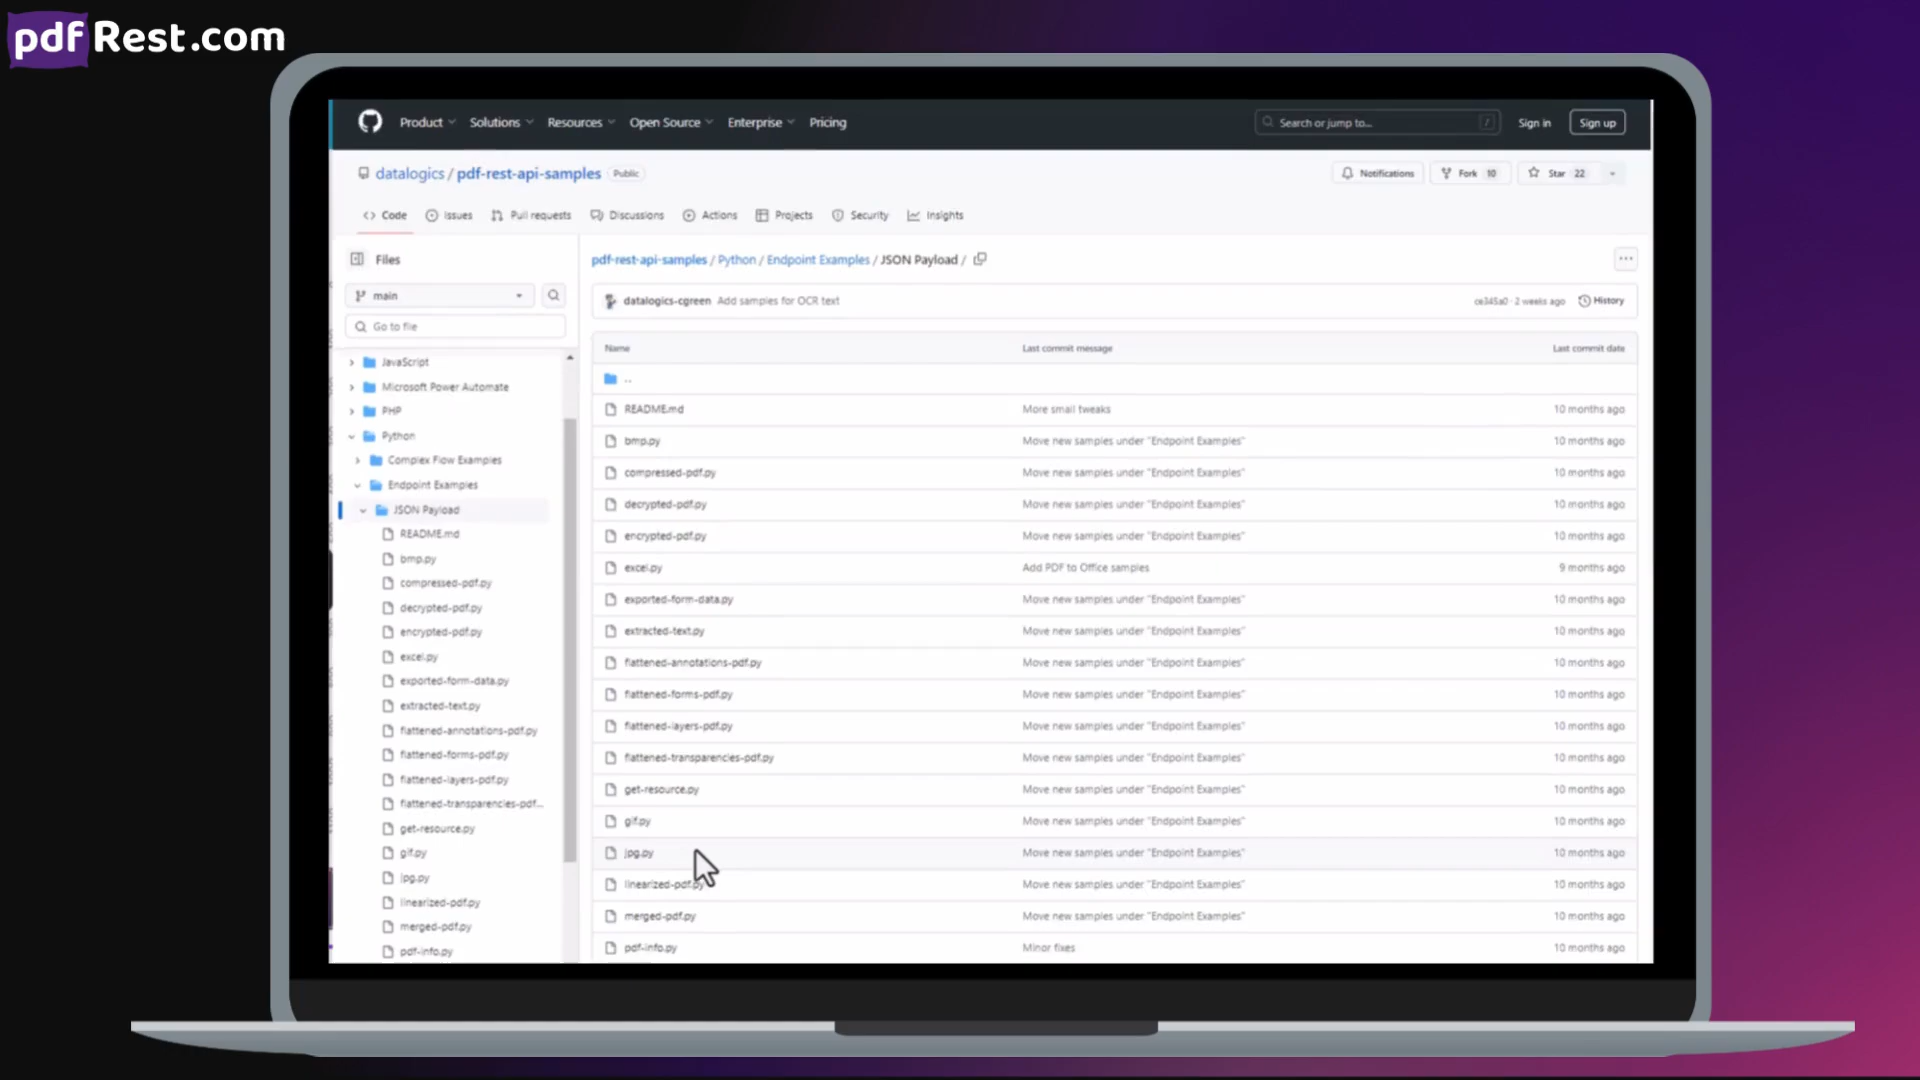 pdfRest.com
Product Solutions Resources Open Source Enterprise Pricing Search or jump to... / Sign in Sign up
datalogics / pdf-rest-api-samples Public Notifications Fork 10 Star 22
Code Issues Pull requests Discussions Actions Projects Security Insights
Files
main
Go to file
JavaScript
Microsoft Power Automate
PHP
Python
Complex Flow Examples
Endpoint Examples
JSON Payload
README.md
bmp.py
compressed-pdf.py
decrypted-pdf.py
encrypted-pdf.py
excel.py
exported-form-data.py
extracted-text.py
flattened-annotations-pdf.py
flattened-forms-pdf.py
flattened-layers-pdf.py
flattened-transparencies-pdf...
get-resource.py
gif.py
jpg.py
linearized-pdf.py
merged-pdf.py
pdf-info.py
pdf-rest-api-samples / Python / Endpoint Examples / JSON Payload /
datalogics-cgreen Add samples for OCR text ce345a0 · 2 weeks ago History
Name Last commit message Last commit date
..
README.md More small tweaks 10 months ago
bmp.py Move new samples under "Endpoint Examples" 10 months ago
compressed-pdf.py Move new samples under "Endpoint Examples" 10 months ago
decrypted-pdf.py Move new samples under "Endpoint Examples" 10 months ago
encrypted-pdf.py Move new samples under "Endpoint Examples" 10 months ago
excel.py Add PDF to Office samples 9 months ago
exported-form-data.py Move new samples under "Endpoint Examples" 10 months ago
extracted-text.py Move new samples under "Endpoint Examples" 10 months ago
flattened-annotations-pdf.py Move new samples under "Endpoint Examples" 10 months ago
flattened-forms-pdf.py Move new samples under "Endpoint Examples" 10 months ago
flattened-layers-pdf.py Move new samples under "Endpoint Examples" 10 months ago
flattened-transparencies-pdf.py Move new samples under "Endpoint Examples" 10 months ago
get-resource.py Move new samples under "Endpoint Examples" 10 months ago
gif.py Move new samples under "Endpoint Examples" 10 months ago
jpg.py Move new samples under "Endpoint Examples" 10 months ago
linearized-pdf.py Move new samples under "Endpoint Examples" 10 months ago
merged-pdf.py Move new samples under "Endpoint Examples" 10 months ago
pdf-info.py Minor fixes 10 months ago